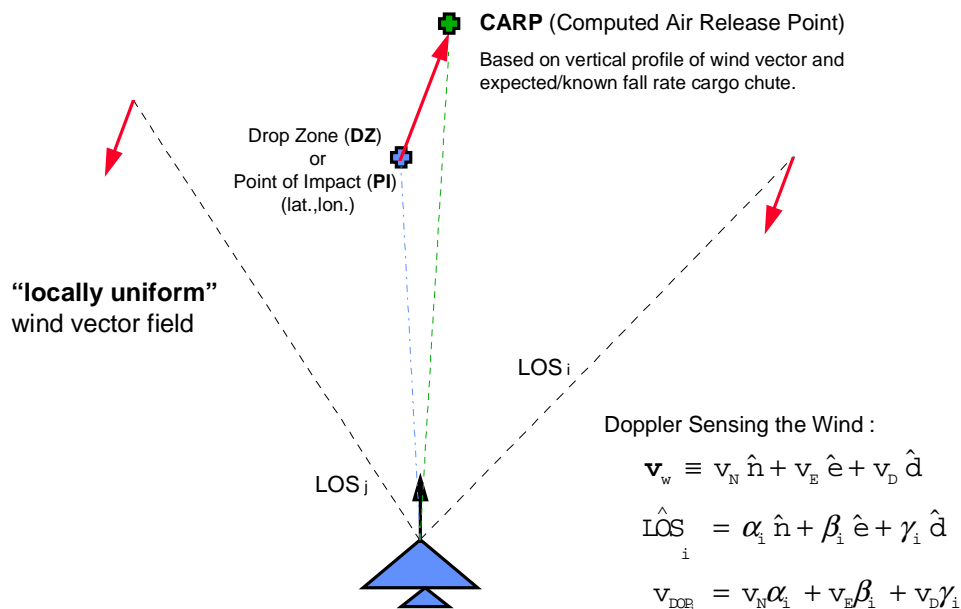 CARP (Computed Air Release Point)
Based on vertical profile of wind vector and
expected/known fall rate cargo chute.
Drop Zone (DZ)
or
Point of Impact (PI)
(lat.,lon.)
“locally uniform”
wind vector field
LOS i
LOS j
Doppler Sensing the Wind :
v_w ≡ v_N n̂ + v_E ê + v_D d̂
LÔS_i = α_i n̂ + β_i ê + γ_i d̂
v_DOP_i = v_N α_i + v_E β_i + v_D γ_i